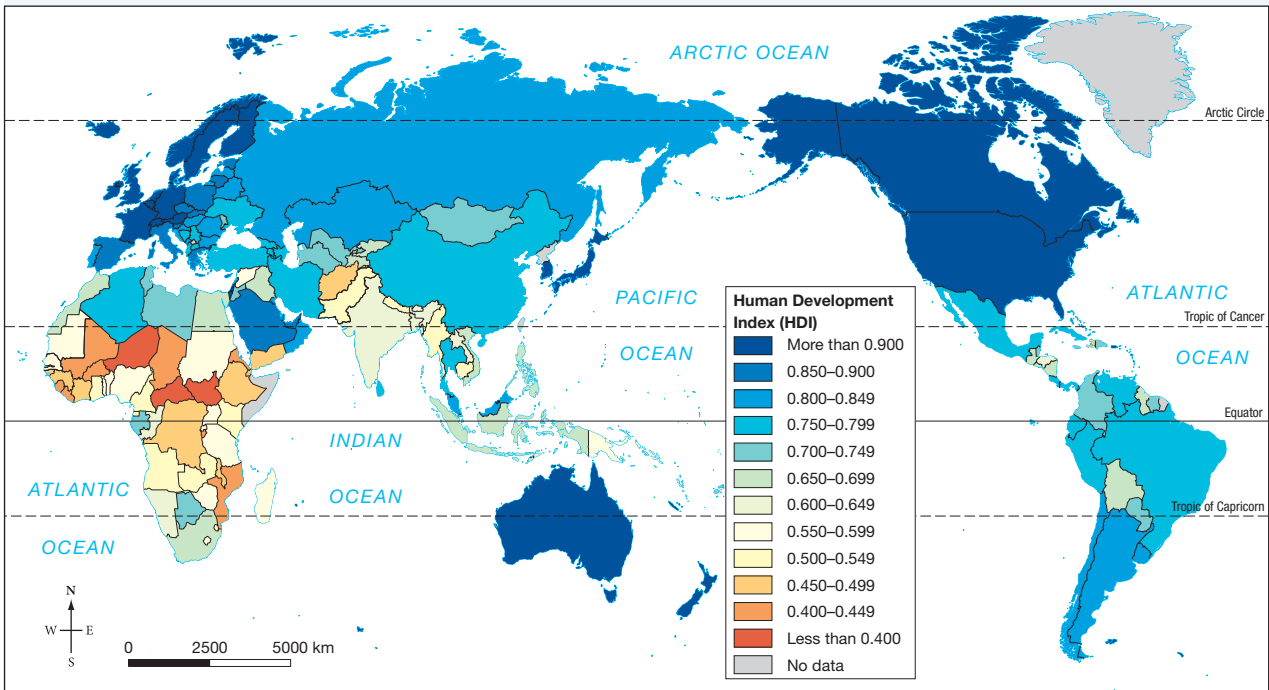 ARCTIC OCEAN
Arctic Circle
PACIFIC
OCEAN
ATLANTIC
Tropic of Cancer
OCEAN
Equator
INDIAN
OCEAN
ATLANTIC
OCEAN
Tropic of Capricorn
Human Development
Index (HDI)
More than 0.900
0.850–0.900
0.800–0.849
0.750–0.799
0.700–0.749
0.650–0.699
0.600–0.649
0.550–0.599
0.500–0.549
0.450–0.499
0.400–0.449
Less than 0.400
No data
N
W E
S
0 2500 5000 km